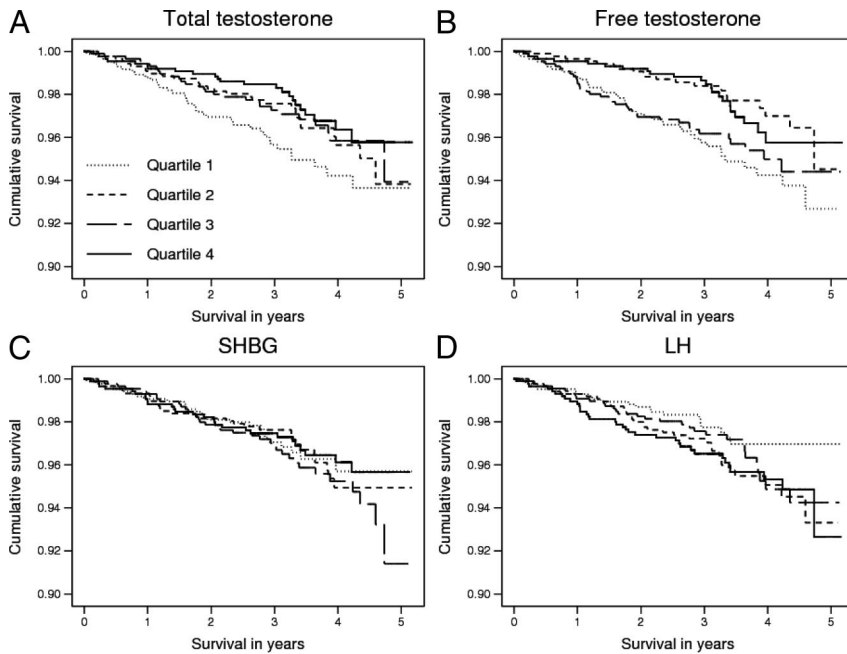 A
Total testosterone
Cumulative survival
1.00
0.98
0.96
0.94
0.92
0.90
Quartile 1
Quartile 2
Quartile 3
Quartile 4
0 1 2 3 4 5
Survival in years
B
Free testosterone
Cumulative survival
1.00
0.98
0.96
0.94
0.92
0.90
0 1 2 3 4 5
Survival in years
C
SHBG
Cumulative survival
1.00
0.98
0.96
0.94
0.92
0.90
0 1 2 3 4 5
Survival in years
D
LH
Cumulative survival
1.00
0.98
0.96
0.94
0.92
0.90
0 1 2 3 4 5
Survival in years